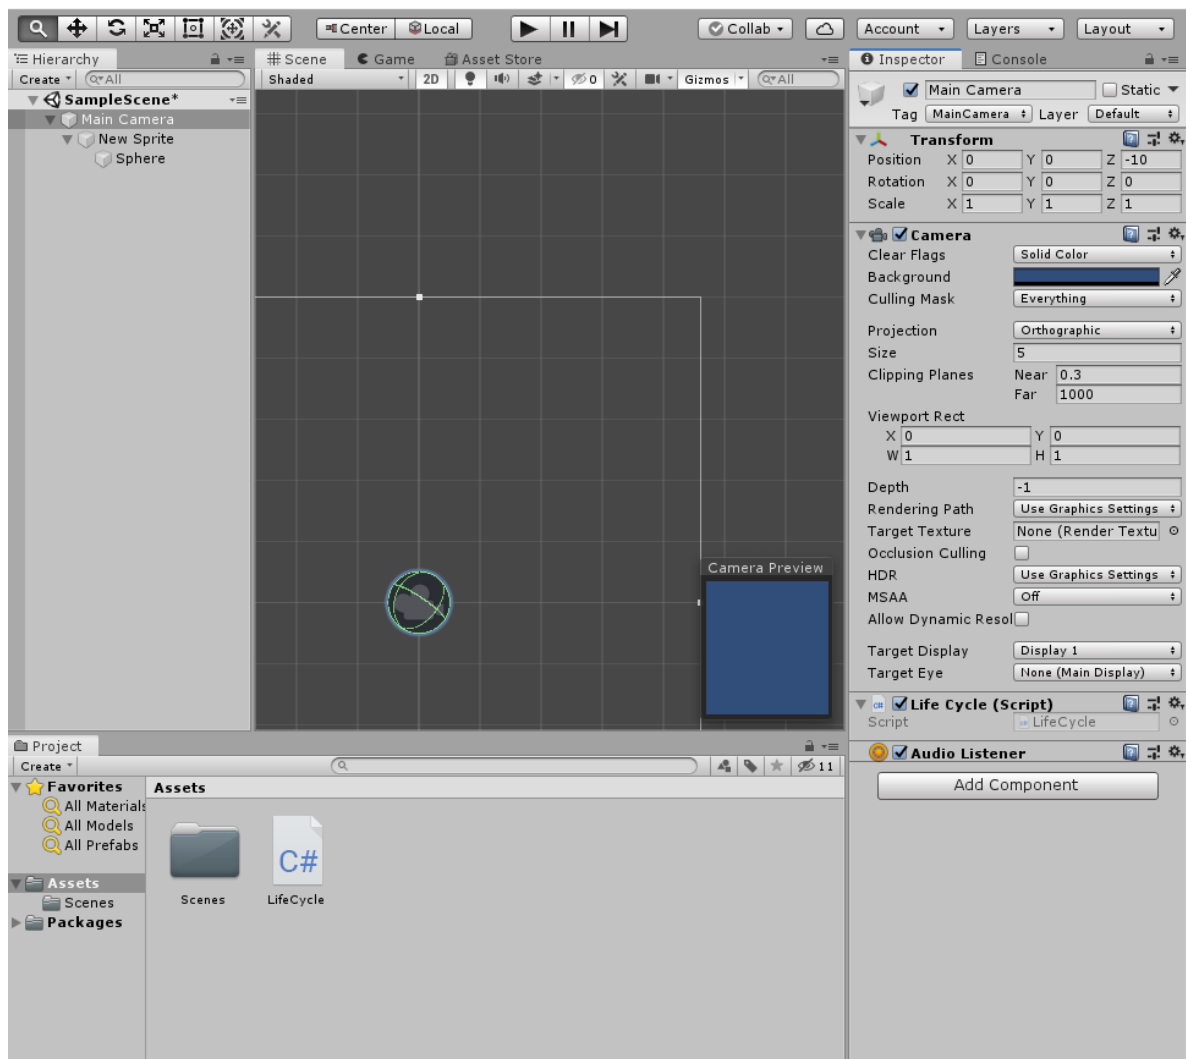 Center Local Collab Account Layers Layout
Hierarchy
Create All
SampleScene*
Main Camera
New Sprite
Sphere
Scene Game Asset Store
Shaded 2D 0 Gizmos All
Camera Preview
Inspector Console
Main Camera Static
Tag MainCamera Layer Default
Transform
Position X 0 Y 0 Z -10
Rotation X 0 Y 0 Z 0
Scale X 1 Y 1 Z 1
Camera
Clear Flags Solid Color
Background
Culling Mask Everything
Projection Orthographic
Size 5
Clipping Planes Near 0.3
Far 1000
Viewport Rect
X 0 Y 0
W 1 H 1
Depth -1
Rendering Path Use Graphics Settings
Target Texture None (Render Textu
Occlusion Culling
HDR Use Graphics Settings
MSAA Off
Allow Dynamic Resol
Target Display Display 1
Target Eye None (Main Display)
Life Cycle (Script)
Script LifeCycle
Audio Listener
Add Component
Project
Create 11
Favorites
All Materials
All Models
All Prefabs
Assets
Scenes
Packages
Assets
C#
Scenes LifeCycle